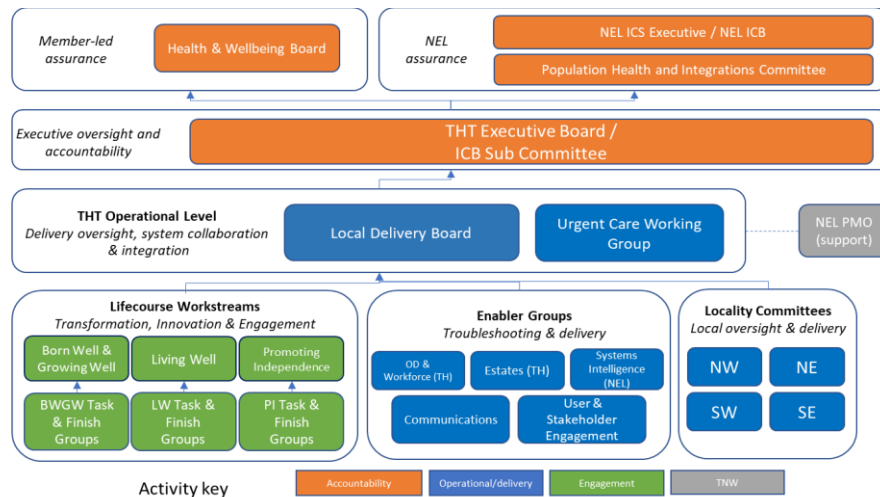 Member-led
assurance
Health & Wellbeing Board
NEL
assurance
NEL ICS Executive / NEL ICB
Population Health and Integrations Committee
Executive oversight and
accountability
THT Executive Board /
ICB Sub Committee
THT Operational Level
Delivery oversight, system collaboration
& integration
Local Delivery Board
Urgent Care Working
Group
NEL PMO
(support)
Lifecourse Workstreams
Transformation, Innovation & Engagement
Born Well &
Growing Well
Living Well
Promoting
Independence
BWGW Task
& Finish
Groups
LW Task &
Finish
Groups
PI Task &
Finish
Groups
Enabler Groups
Troubleshooting & delivery
OD &
Workforce (TH)
Estates (TH)
Systems
Intelligence
(NEL)
Communications
User &
Stakeholder
Engagement
Locality Committees
Local oversight & delivery
NW
NE
SW
SE
Activity key
Accountability
Operational/delivery
Engagement
TNW